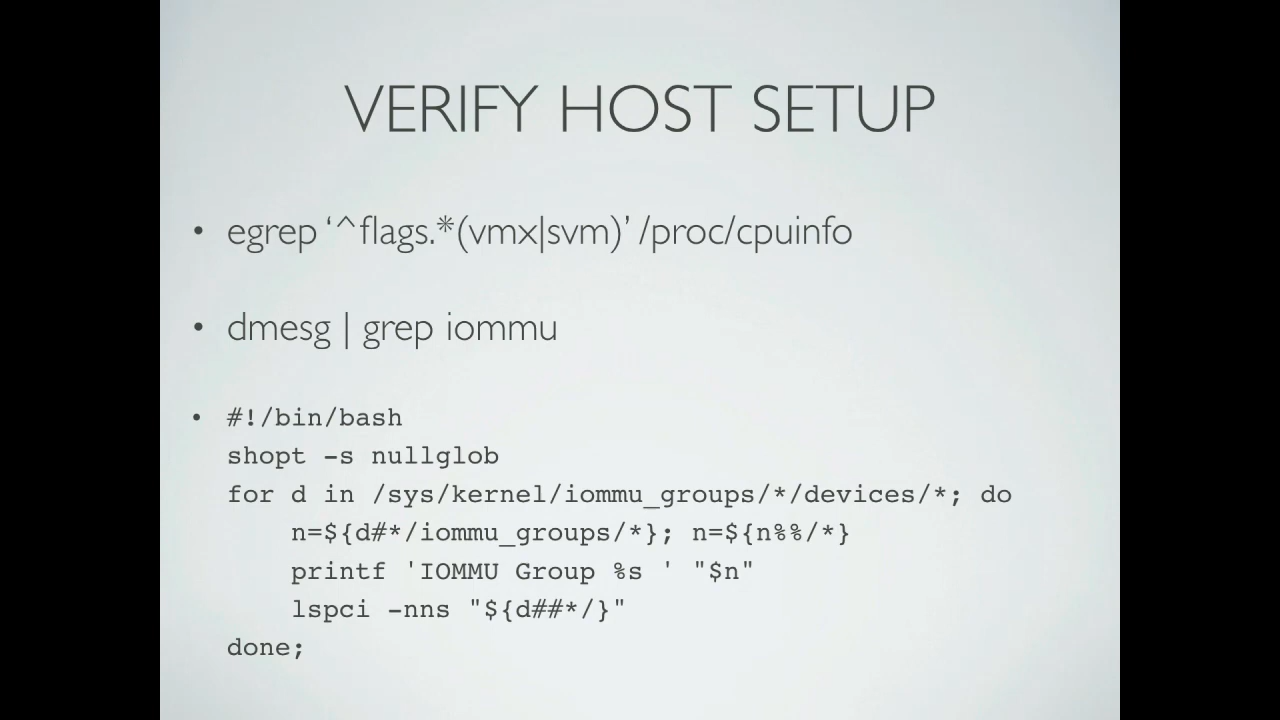 VERIFY HOST SETUP
• egrep ‘^flags.*(vmx|svm)’ /proc/cpuinfo
• dmesg | grep iommu
• #!/bin/bash
shopt -s nullglob
for d in /sys/kernel/iommu_groups/*/devices/*; do
    n=${d#*/iommu_groups/*}; n=${n%%/*}
    printf 'IOMMU Group %s ' "$n"
    lspci -nns "${d##*/}"
done;